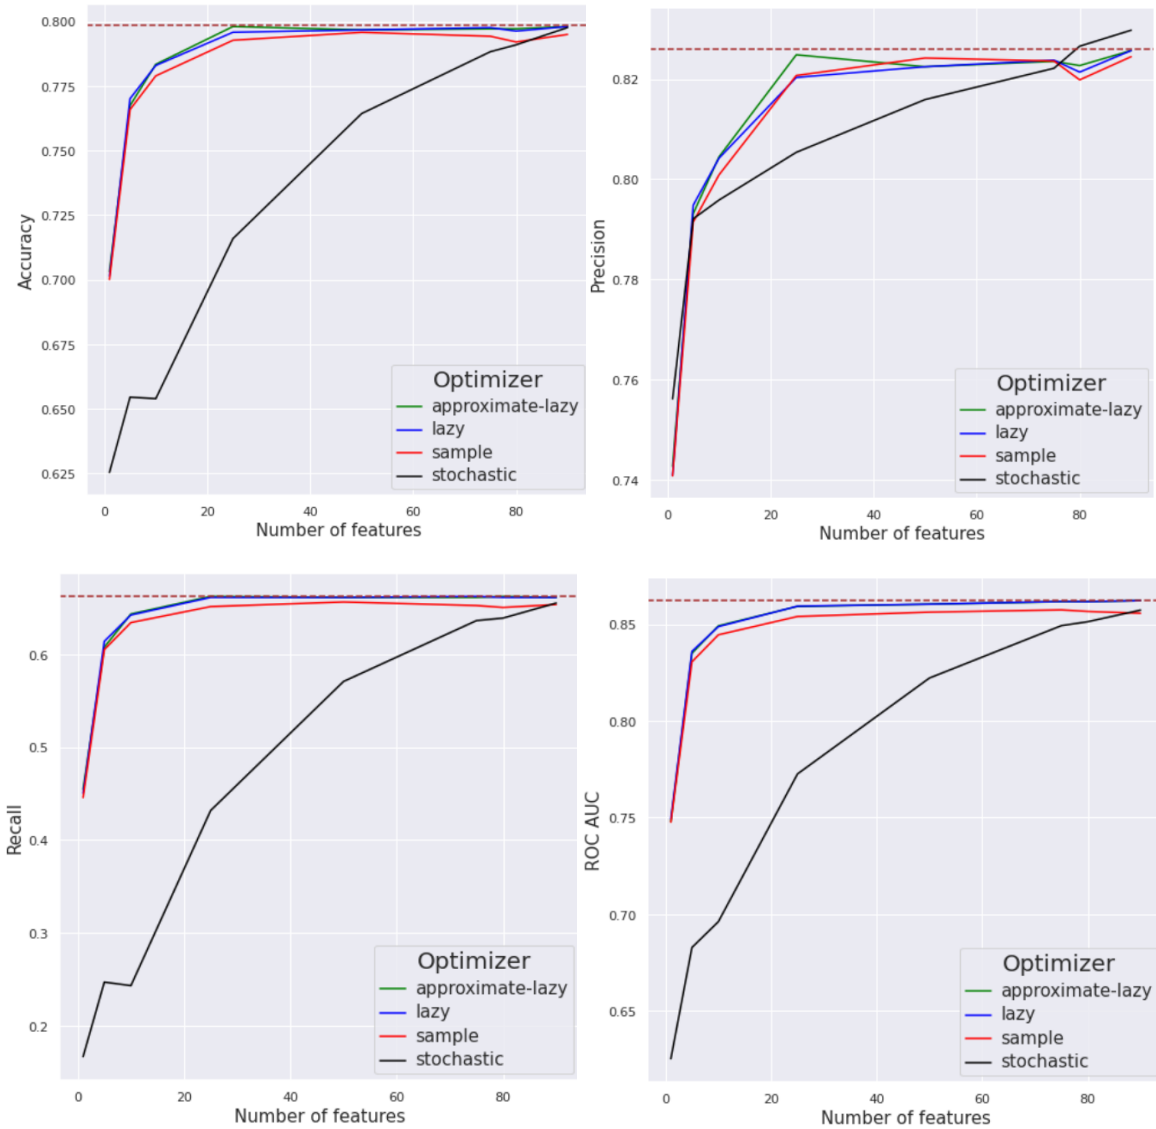 0.800
0.775
0.750
0.725
0.700
0.675
0.650
0.625
Accuracy
Optimizer
approximate-lazy
lazy
sample
stochastic
0 20 40 60 80
Number of features
0.82
0.80
0.78
0.76
0.74
Precision
Optimizer
approximate-lazy
lazy
sample
stochastic
0 20 40 60 80
Number of features
0.6
0.5
0.4
0.3
0.2
Recall
Optimizer
approximate-lazy
lazy
sample
stochastic
0 20 40 60 80
Number of features
0.85
0.80
0.75
0.70
0.65
ROC AUC
Optimizer
approximate-lazy
lazy
sample
stochastic
0 20 40 60 80
Number of features